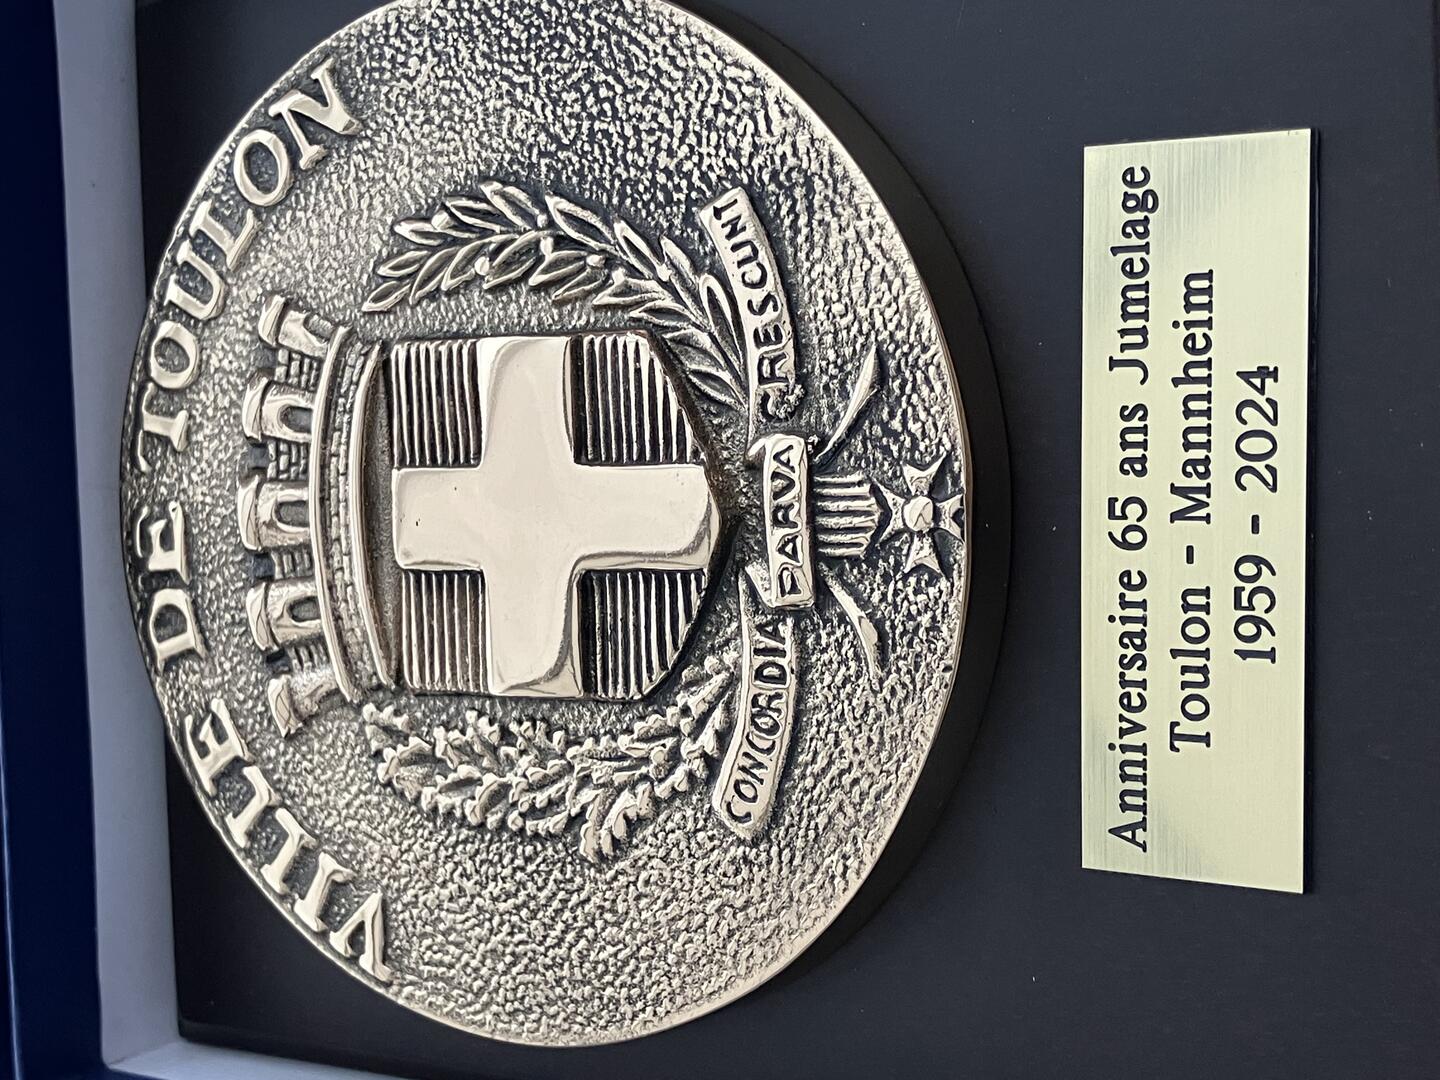 VILLE DE TOULON
CONCORDIA PARVA CRESCUNT
Anniversaire 65 ans Jumelage
Toulon - Mannheim
1959 - 2024